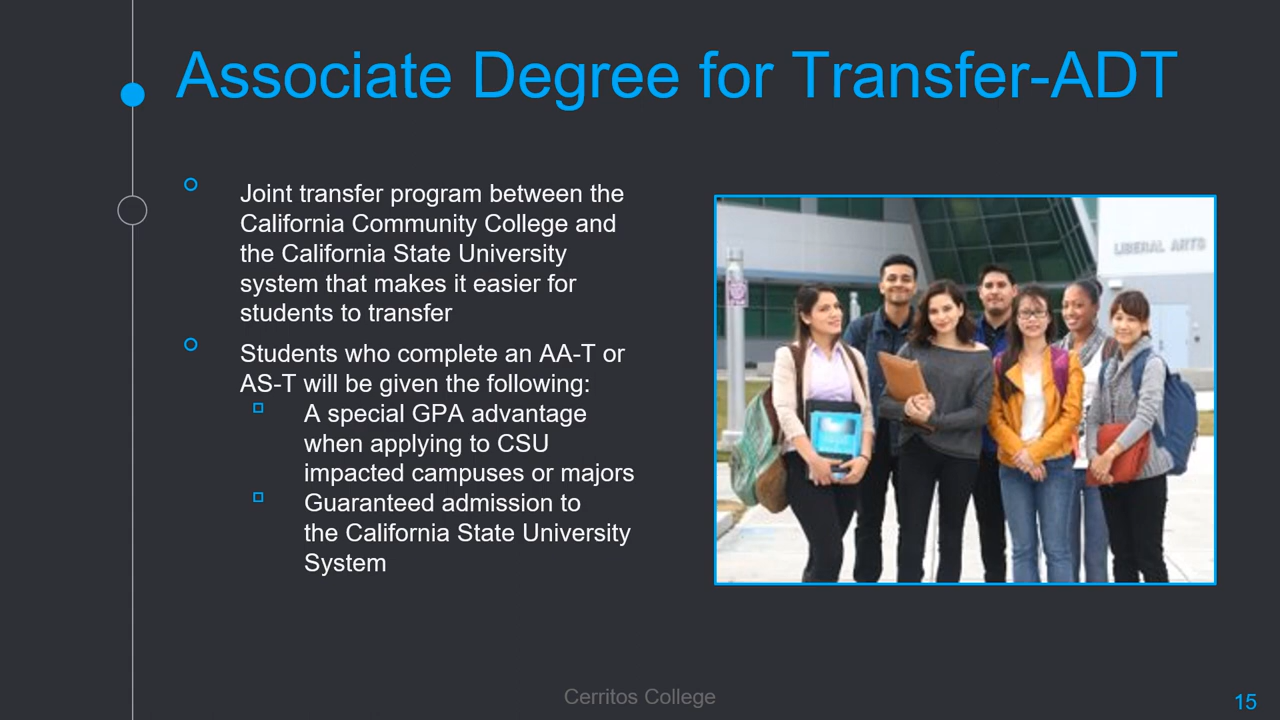 Associate Degree for Transfer-ADT
Joint transfer program between the
California Community College and
the California State University
system that makes it easier for
students to transfer
Students who complete an AA-T or
AS-T will be given the following:
A special GPA advantage
when applying to CSU
impacted campuses or majors
Guaranteed admission to
the California State University
System
LIBERAL ARTS
Cerritos College
15